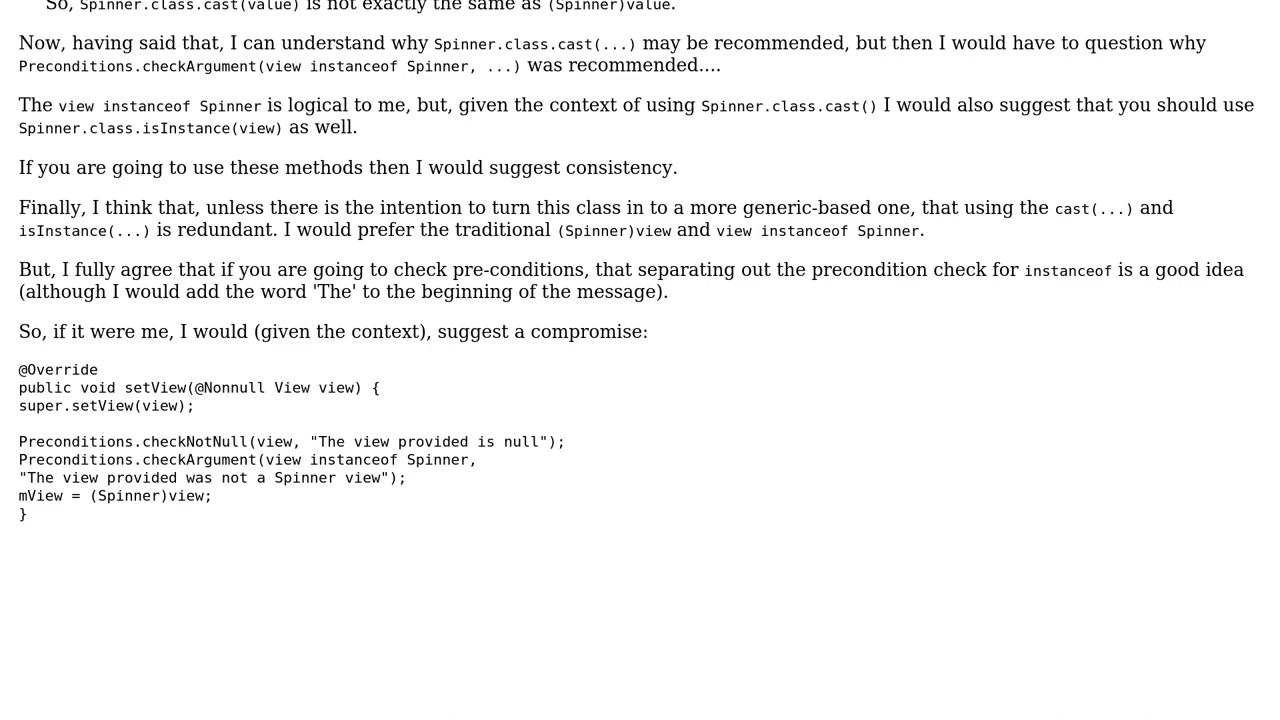 So, Spinner.class.cast(value) is not exactly the same as (Spinner)value.
Now, having said that, I can understand why Spinner.class.cast(...) may be recommended, but then I would have to question why
Preconditions.checkArgument(view instanceof Spinner, ...) was recommended....
The view instanceof Spinner is logical to me, but, given the context of using Spinner.class.cast() I would also suggest that you should use
Spinner.class.isInstance(view) as well.
If you are going to use these methods then I would suggest consistency.
Finally, I think that, unless there is the intention to turn this class in to a more generic-based one, that using the cast(...) and
isInstance(...) is redundant. I would prefer the traditional (Spinner)view and view instanceof Spinner.
But, I fully agree that if you are going to check pre-conditions, that separating out the precondition check for instanceof is a good idea
(although I would add the word 'The' to the beginning of the message).
So, if it were me, I would (given the context), suggest a compromise:
@Override
public void setView(@Nonnull View view) {
super.setView(view);
Preconditions.checkNotNull(view, "The view provided is null");
Preconditions.checkArgument(view instanceof Spinner,
"The view provided was not a Spinner view");
mView = (Spinner)view;
}